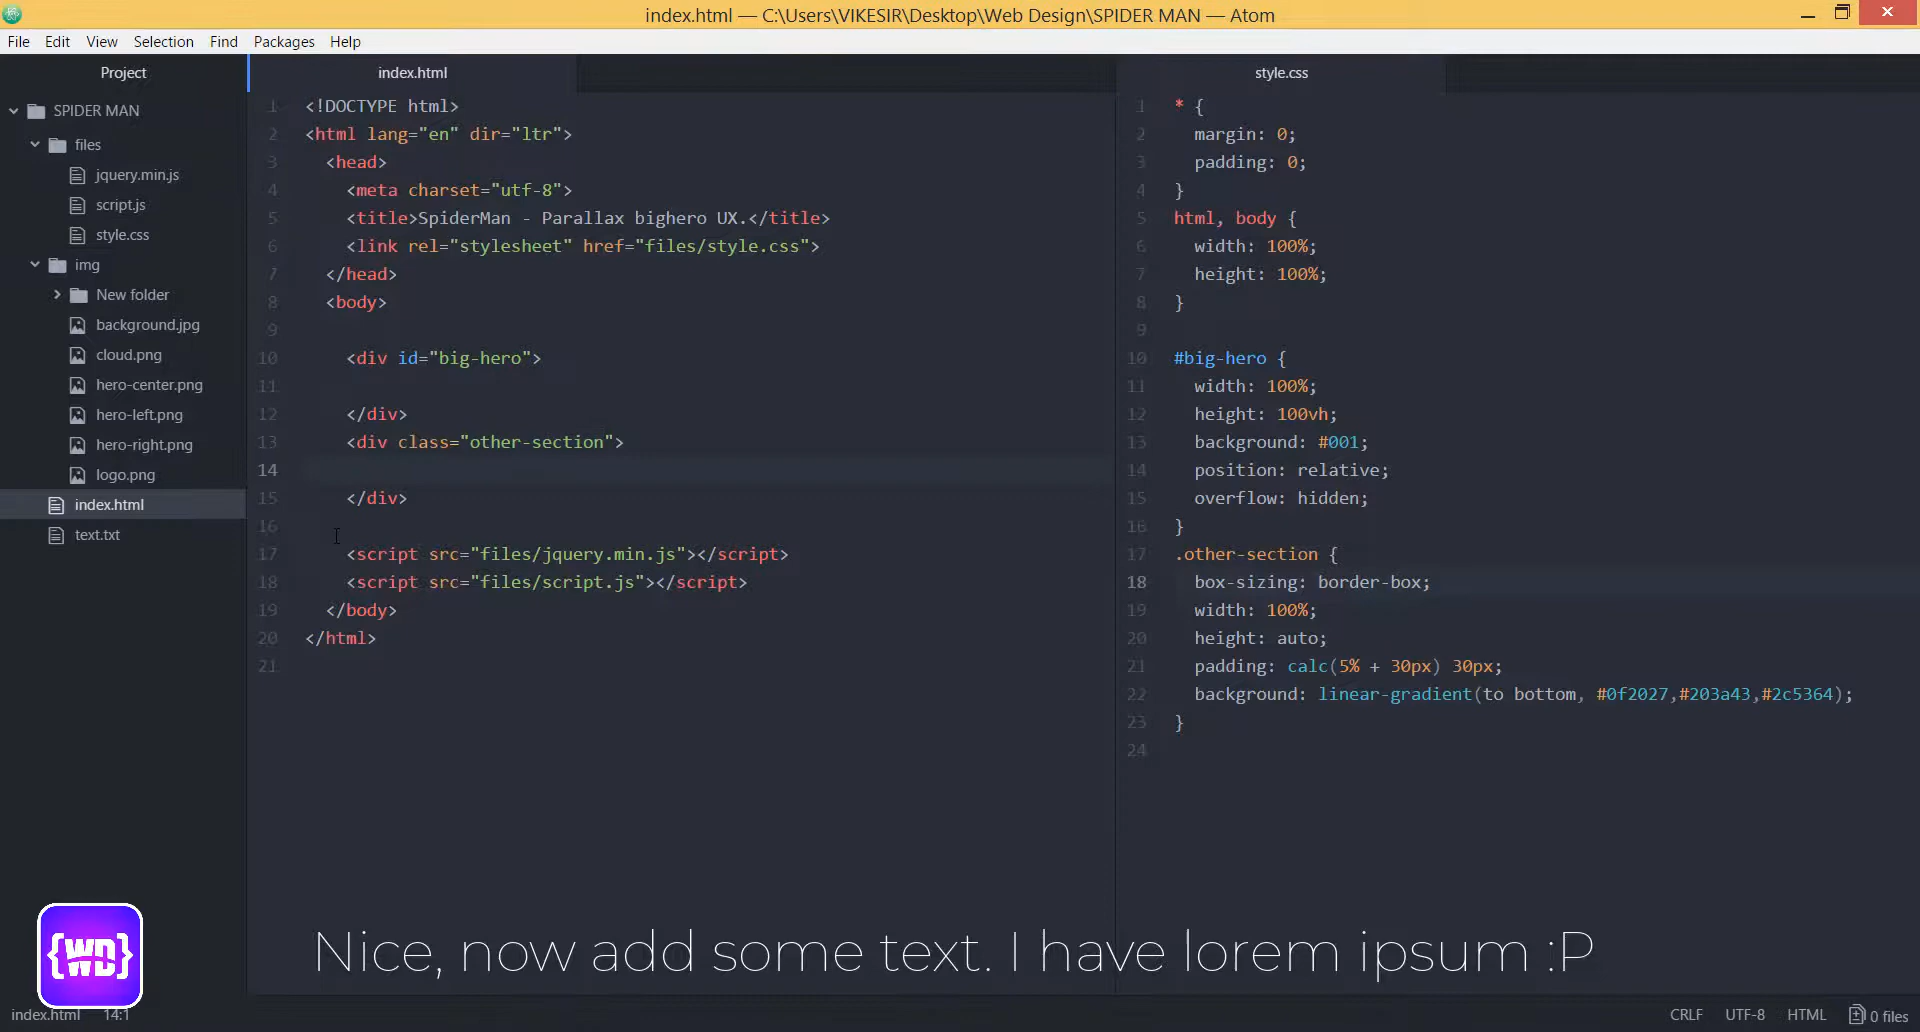 index.html — C:\Users\VIKESIR\Desktop\Web Design\SPIDER MAN — Atom
File Edit View Selection Find Packages Help
Project
SPIDER MAN
files
jquery.min.js
script.js
style.css
img
New folder
background.jpg
cloud.png
hero-center.png
hero-left.png
hero-right.png
logo.png
index.html
text.txt
index.html
1 <!DOCTYPE html>
2 <html lang="en" dir="ltr">
3 <head>
4 <meta charset="utf-8">
5 <title>SpiderMan - Parallax bighero UX.</title>
6 <link rel="stylesheet" href="files/style.css">
7 </head>
8 <body>
9
10 <div id="big-hero">
11
12 </div>
13 <div class="other-section">
14
15 </div>
16
17 <script src="files/jquery.min.js"></script>
18 <script src="files/script.js"></script>
19 </body>
20 </html>
21
style.css
1 * {
2 margin: 0;
3 padding: 0;
4 }
5 html, body {
6 width: 100%;
7 height: 100%;
8 }
9
10 #big-hero {
11 width: 100%;
12 height: 100vh;
13 background: #001;
14 position: relative;
15 overflow: hidden;
16 }
17 .other-section {
18 box-sizing: border-box;
19 width: 100%;
20 height: auto;
21 padding: calc(5% + 30px) 30px;
22 background: linear-gradient(to bottom, #0f2027,#203a43,#2c5364);
23 }
24
{WD}
Nice, now add some text. I have lorem ipsum :P
index.html 14:1
CRLF UTF-8 HTML 0 files